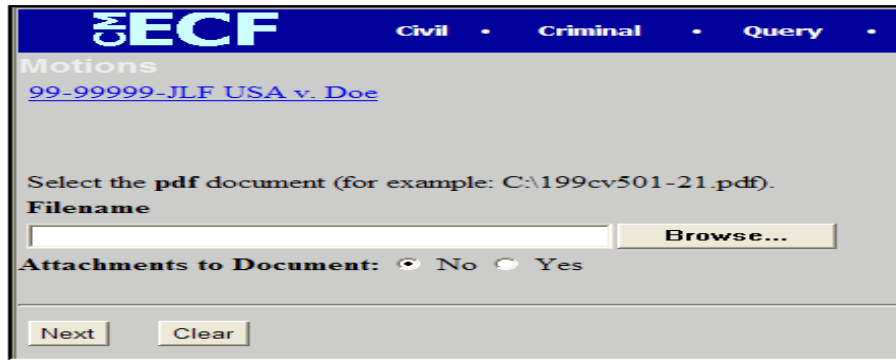 CM ECF Civil • Criminal • Query •
Motions
99-99999-JLF USA v. Doe
Select the pdf document (for example: C:\199cv501-21.pdf).
Filename
Browse...
Attachments to Document: No Yes
Next Clear